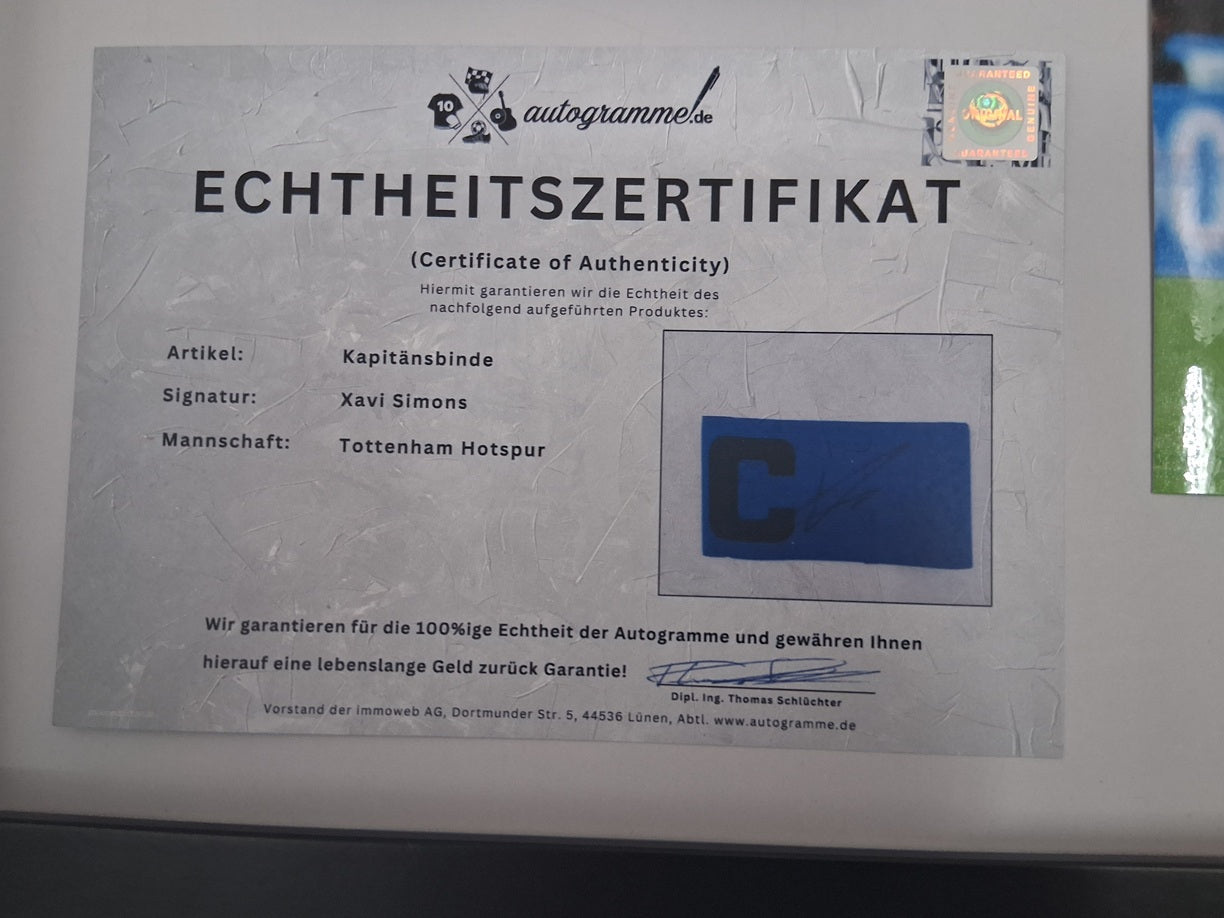 10
autogramme.de
GUARANTEED
GENUINE
GUARANTEED
ECHTHEITSZERTIFIKAT
(Certificate of Authenticity)
Hiermit garantieren wir die Echtheit des
nachfolgend aufgeführten Produktes:
Artikel: Kapitänsbinde
Signatur: Xavi Simons
Mannschaft: Tottenham Hotspur
C
Wir garantieren für die 100%ige Echtheit der Autogramme und gewähren Ihnen
hierauf eine lebenslange Geld zurück Garantie!
Dipl. Ing. Thomas Schlüchter
Vorstand der immoweb AG, Dortmunder Str. 5, 44536 Lünen, Abtl. www.autogramme.de